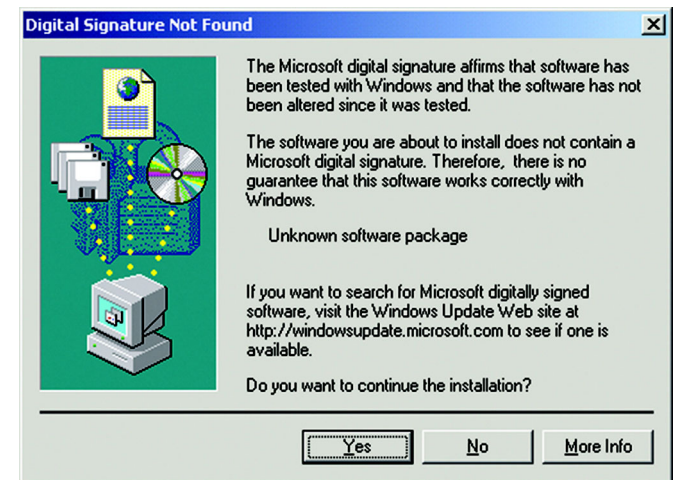 Digital Signature Not Found
The Microsoft digital signature affirms that software has
been tested with Windows and that the software has not
been altered since it was tested.
The software you are about to install does not contain a
Microsoft digital signature. Therefore, there is no
guarantee that this software works correctly with
Windows.
Unknown software package
If you want to search for Microsoft digitally signed
software, visit the Windows Update Web site at
http://windowsupdate.microsoft.com to see if one is
available.
Do you want to continue the installation?
Yes No More Info